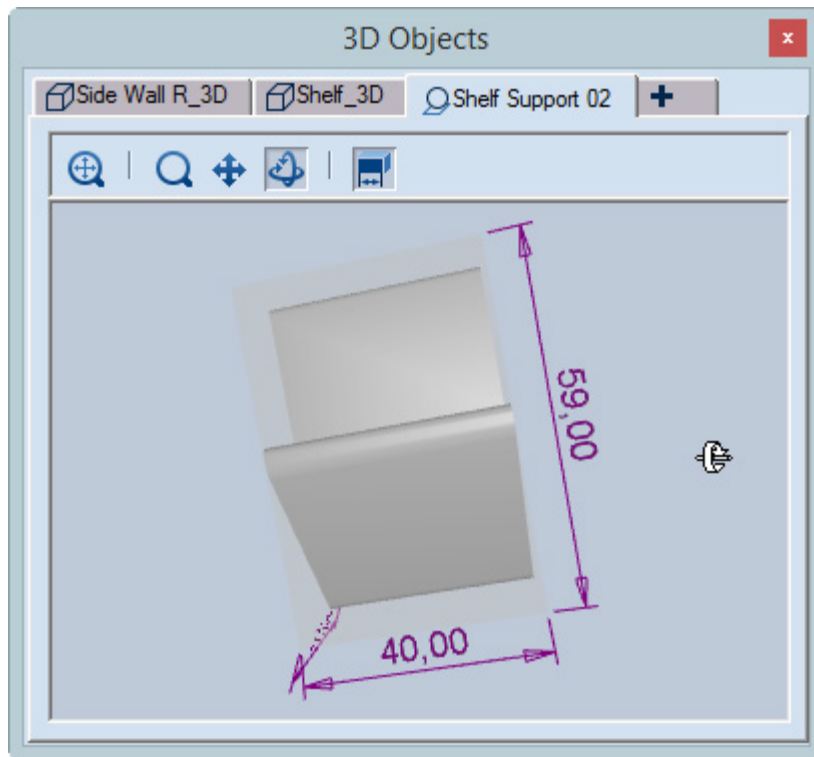 3D Objects
Side Wall R_3D
Shelf_3D
Shelf Support 02
59,00
40,00